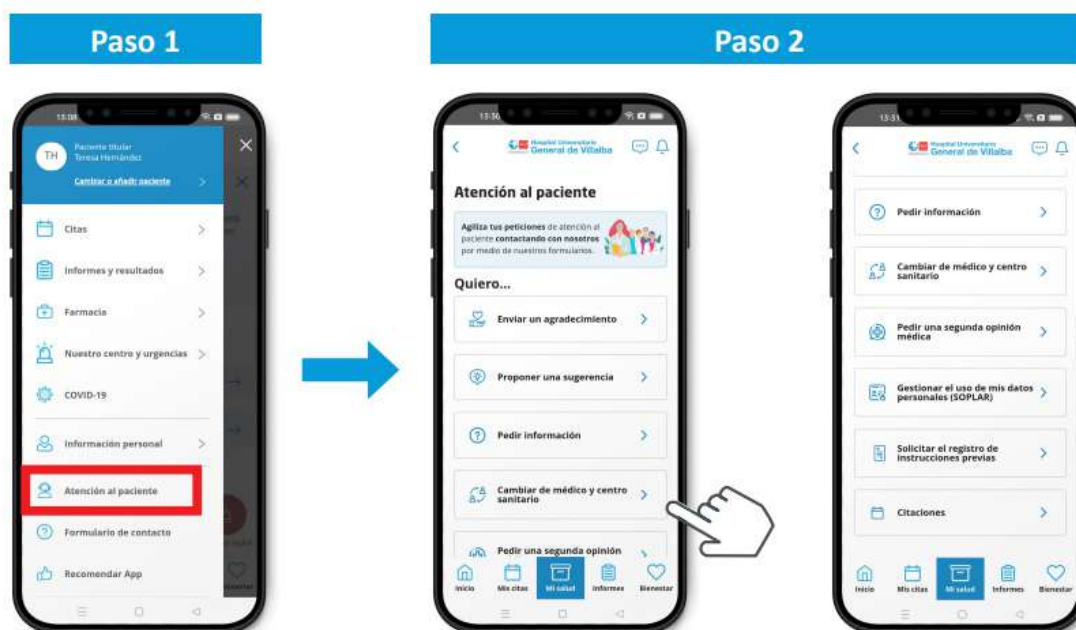 Paso 1
Paso 2
13:08
Paciente titular
TH
Teresa Hernández
Cambiar o añadir paciente
Citas
Informes y resultados
Farmacia
Nuestro centro y urgencias
COVID-19
Información personal
Atención al paciente
Formulario de contacto
Recomendar App
Hospital Universitario
General de Villalba
Atención al paciente
Agiliza tus peticiones de atención al
paciente contactando con nosotros
por medio de nuestros formularios.
Quiero...
Enviar un agradecimiento
Proponer una sugerencia
Pedir información
Cambiar de médico y centro
sanitario
Pedir una segunda opinión
Inicio
Mis citas
Mi salud
Informes
Bienestar
Hospital Universitario
General de Villalba
Pedir información
Cambiar de médico y centro
sanitario
Pedir una segunda opinión
médica
Gestionar el uso de mis datos
personales (SOPLAR)
Solicitar el registro de
instrucciones previas
Citaciones
Inicio
Mis citas
Mi salud
Informes
Bienestar